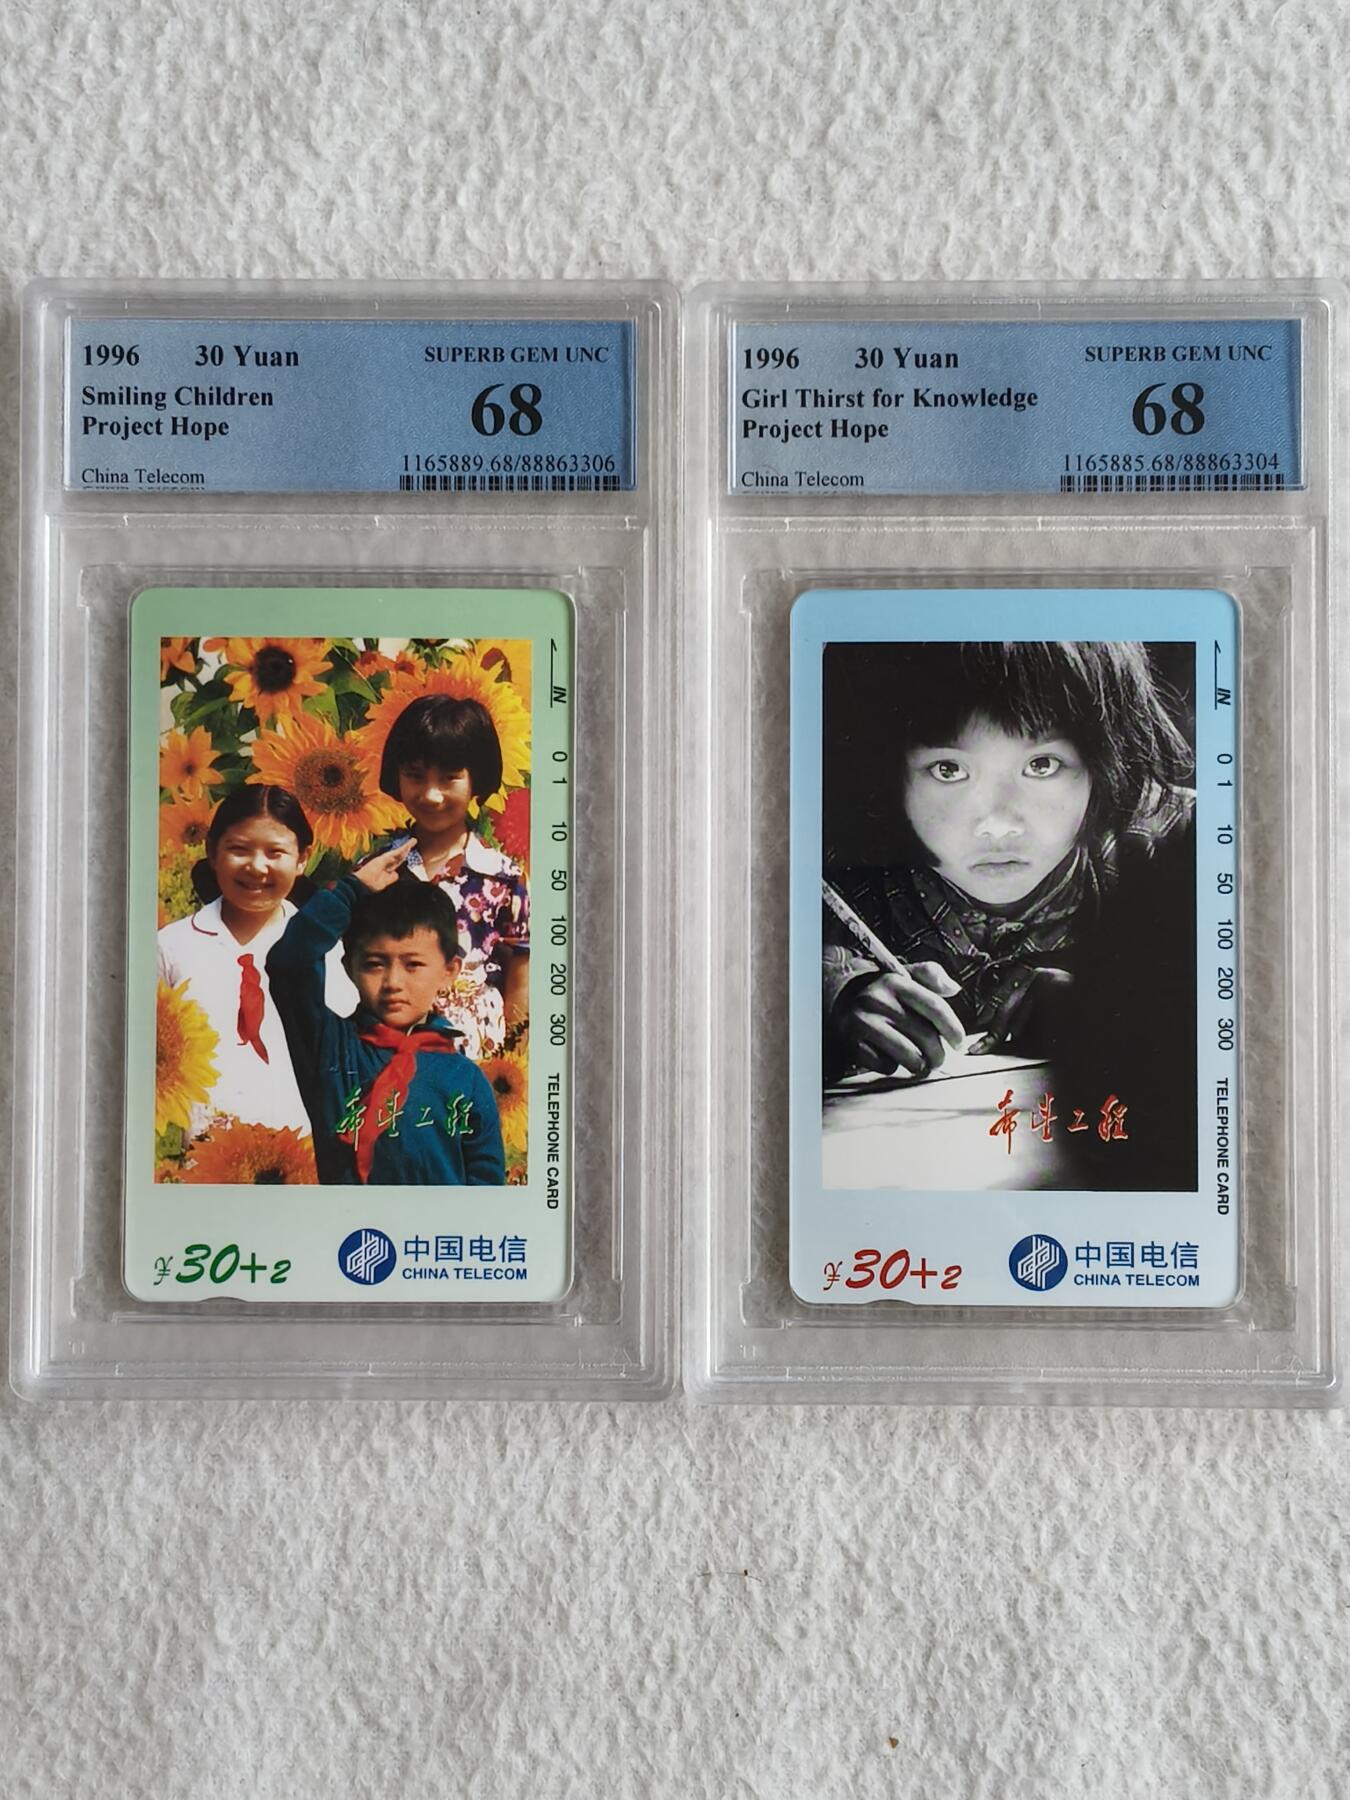 1996 30 Yuan SUPERB GEM UNC
Smiling Children 68
Project Hope
1165889.68/88863306
China Telecom
IN 0 1 10 50 100 200 300 TELEPHONE CARD
希望工程
¥30+2
中国电信
CHINA TELECOM
1996 30 Yuan SUPERB GEM UNC
Girl Thirst for Knowledge 68
Project Hope
1165885.68/88863304
China Telecom
IN 0 1 10 50 100 200 300 TELEPHONE CARD
希望工程
¥30+2
中国电信
CHINA TELECOM